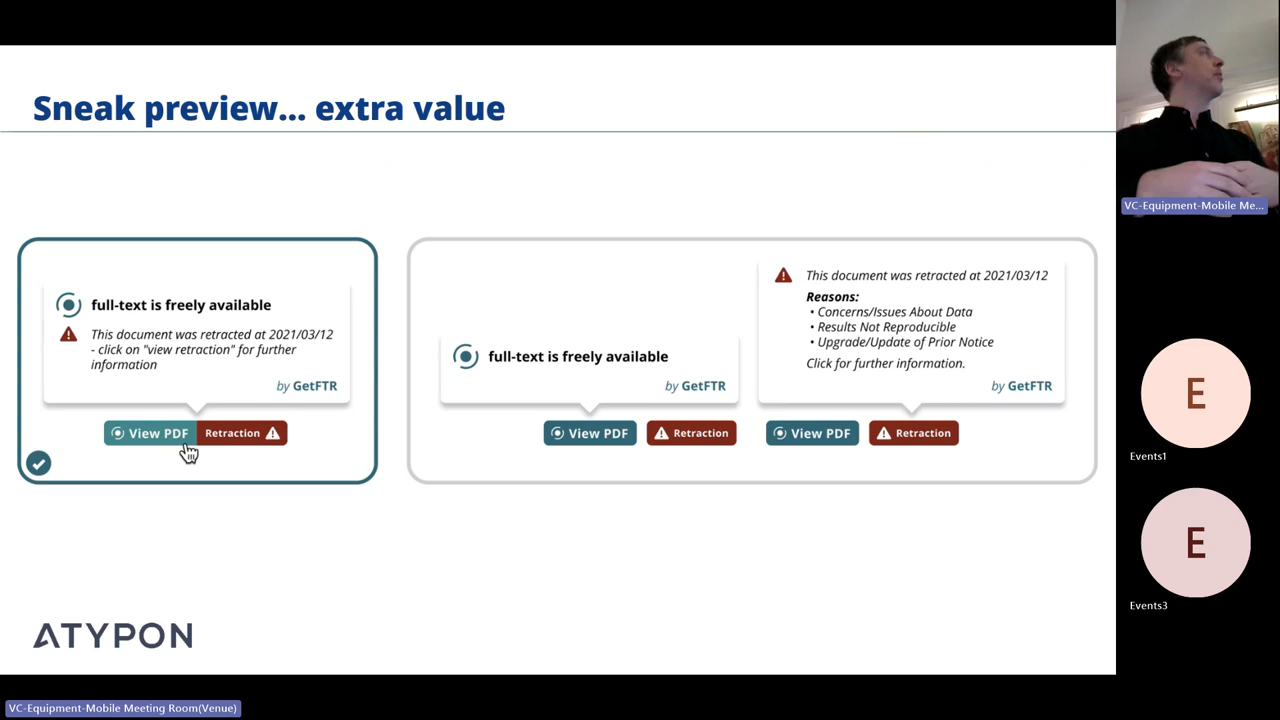 Sneak preview... extra value
full-text is freely available
This document was retracted at 2021/03/12
- click on "view retraction" for further
information
by GetFTR
View PDF
Retraction
full-text is freely available
by GetFTR
View PDF
Retraction
This document was retracted at 2021/03/12
Reasons:
• Concerns/Issues About Data
• Results Not Reproducible
• Upgrade/Update of Prior Notice
Click for further information.
by GetFTR
View PDF
Retraction
ATYPON
VC-Equipment-Mobile Me...
E
Events1
E
Events3
VC-Equipment-Mobile Meeting Room(Venue)